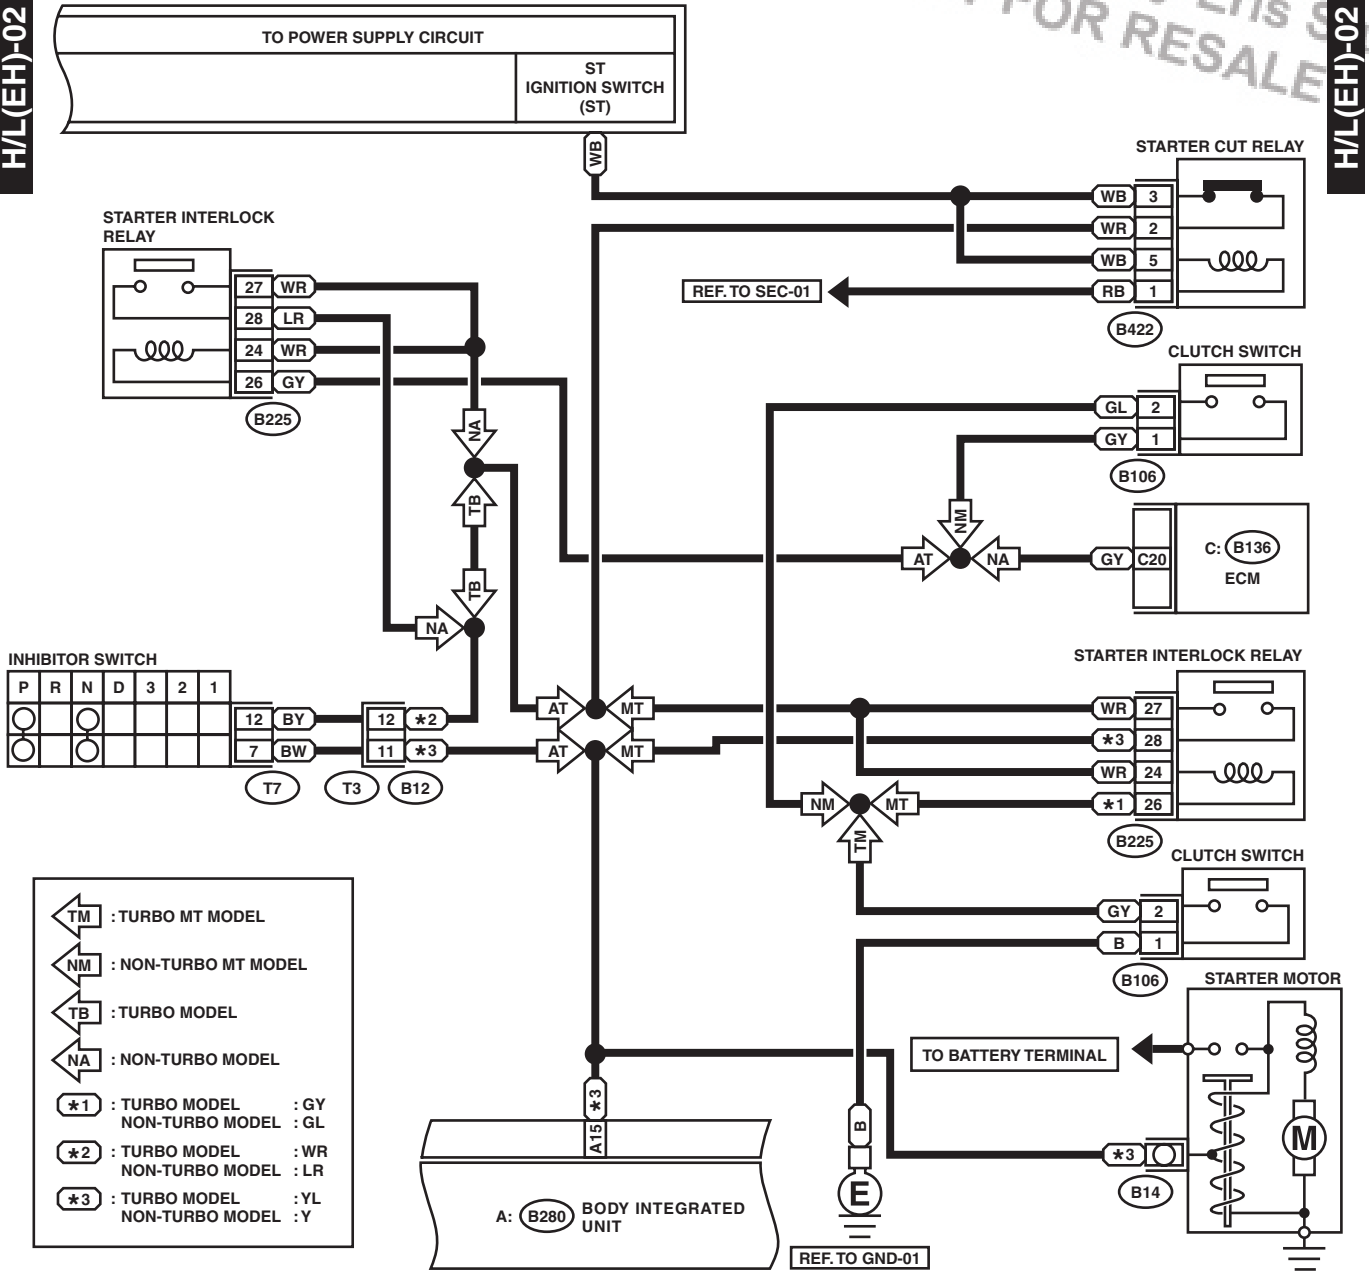 H/L(EH)-02
H/L(EH)-02
FOR RESALE
TO POWER SUPPLY CIRCUIT
ST
IGNITION SWITCH
(ST)
WB
STARTER CUT RELAY
WB 3
WR 2
WB 5
RB 1
B422
REF. TO SEC-01
STARTER INTERLOCK
RELAY
27 WR
28 LR
24 WR
26 GY
B225
CLUTCH SWITCH
GL 2
GY 1
B106
NA
TB
TB
NA
NM
AT
NA
GY C20
C: B136
ECM
INHIBITOR SWITCH
P R N D 3 2 1
12 BY
7 BW
12 *2
11 *3
T7
T3
B12
AT
MT
AT
MT
STARTER INTERLOCK RELAY
WR 27
*3 28
WR 24
*1 26
B225
NM
MT
TM
CLUTCH SWITCH
GY 2
B 1
B106
TM : TURBO MT MODEL
NM : NON-TURBO MT MODEL
TB : TURBO MODEL
NA : NON-TURBO MODEL
*1 : TURBO MODEL : GY
NON-TURBO MODEL : GL
*2 : TURBO MODEL : WR
NON-TURBO MODEL : LR
*3 : TURBO MODEL : YL
NON-TURBO MODEL : Y
STARTER MOTOR
TO BATTERY TERMINAL
M
*3
B14
*3
A15
A: B280 BODY INTEGRATED
UNIT
B
E
REF. TO GND-01